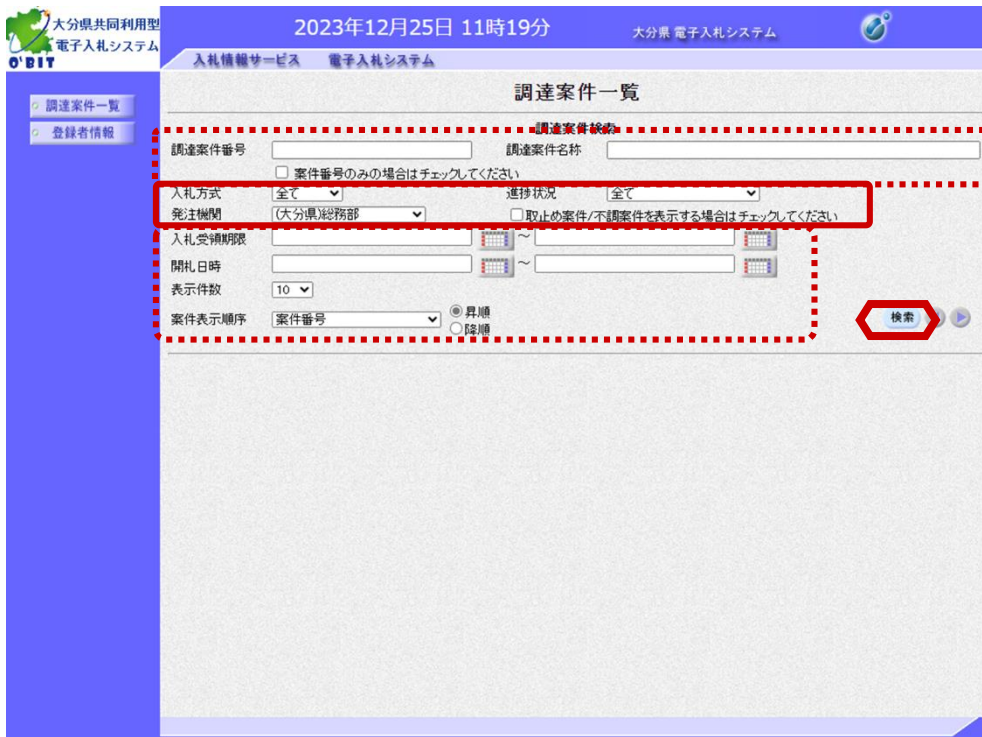 大分県共同利用型
電子入札システム
O'BIT
2023年12月25日 11時19分
大分県 電子入札システム
入札情報サービス 電子入札システム
調達案件一覧
登録者情報
調達案件一覧
調達案件検索
調達案件番号 調達案件名称
案件番号のみの場合はチェックしてください
入札方式 全て 進捗状況 全て
発注機関 (大分県)総務部 取止め案件/不調案件を表示する場合はチェックしてください
入札受領期限 ～
開札日時 ～
表示件数 10
案件表示順序 案件番号 昇順
降順
検索